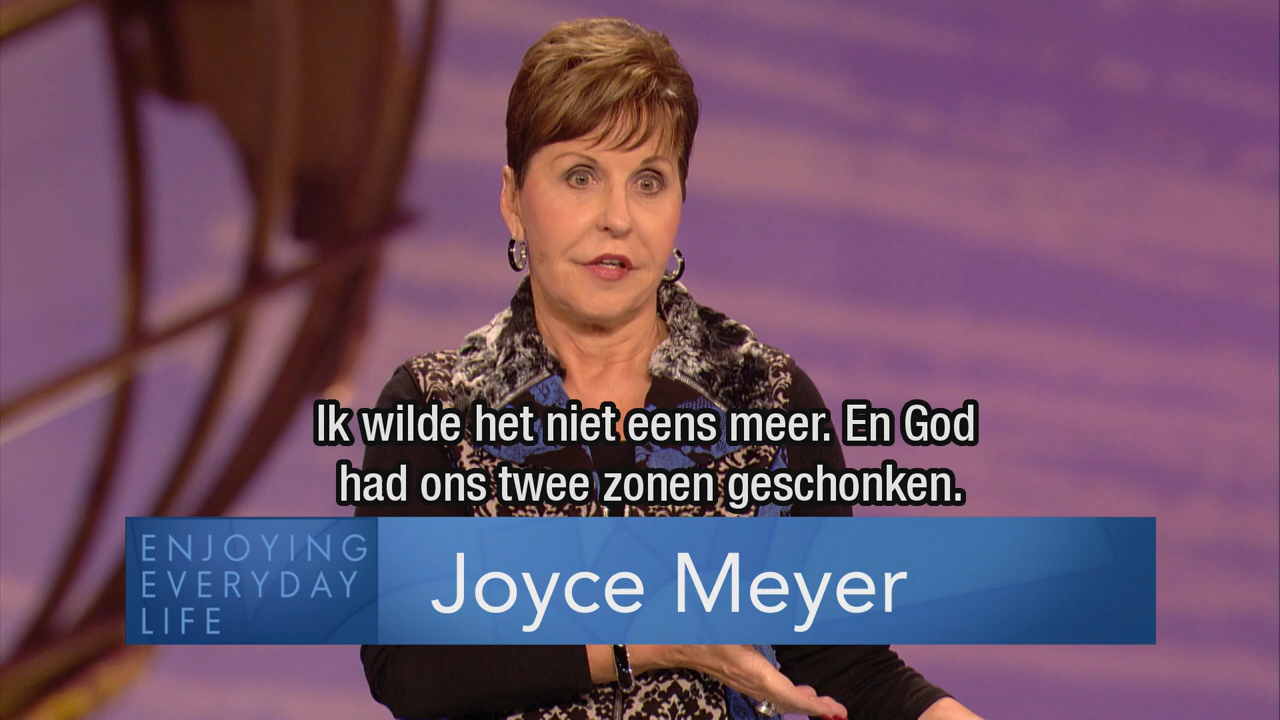 Ik wilde het niet eens meer. En God
had ons twee zonen geschonken.
ENJOYING
EVERYDAY
LIFE
Joyce Meyer